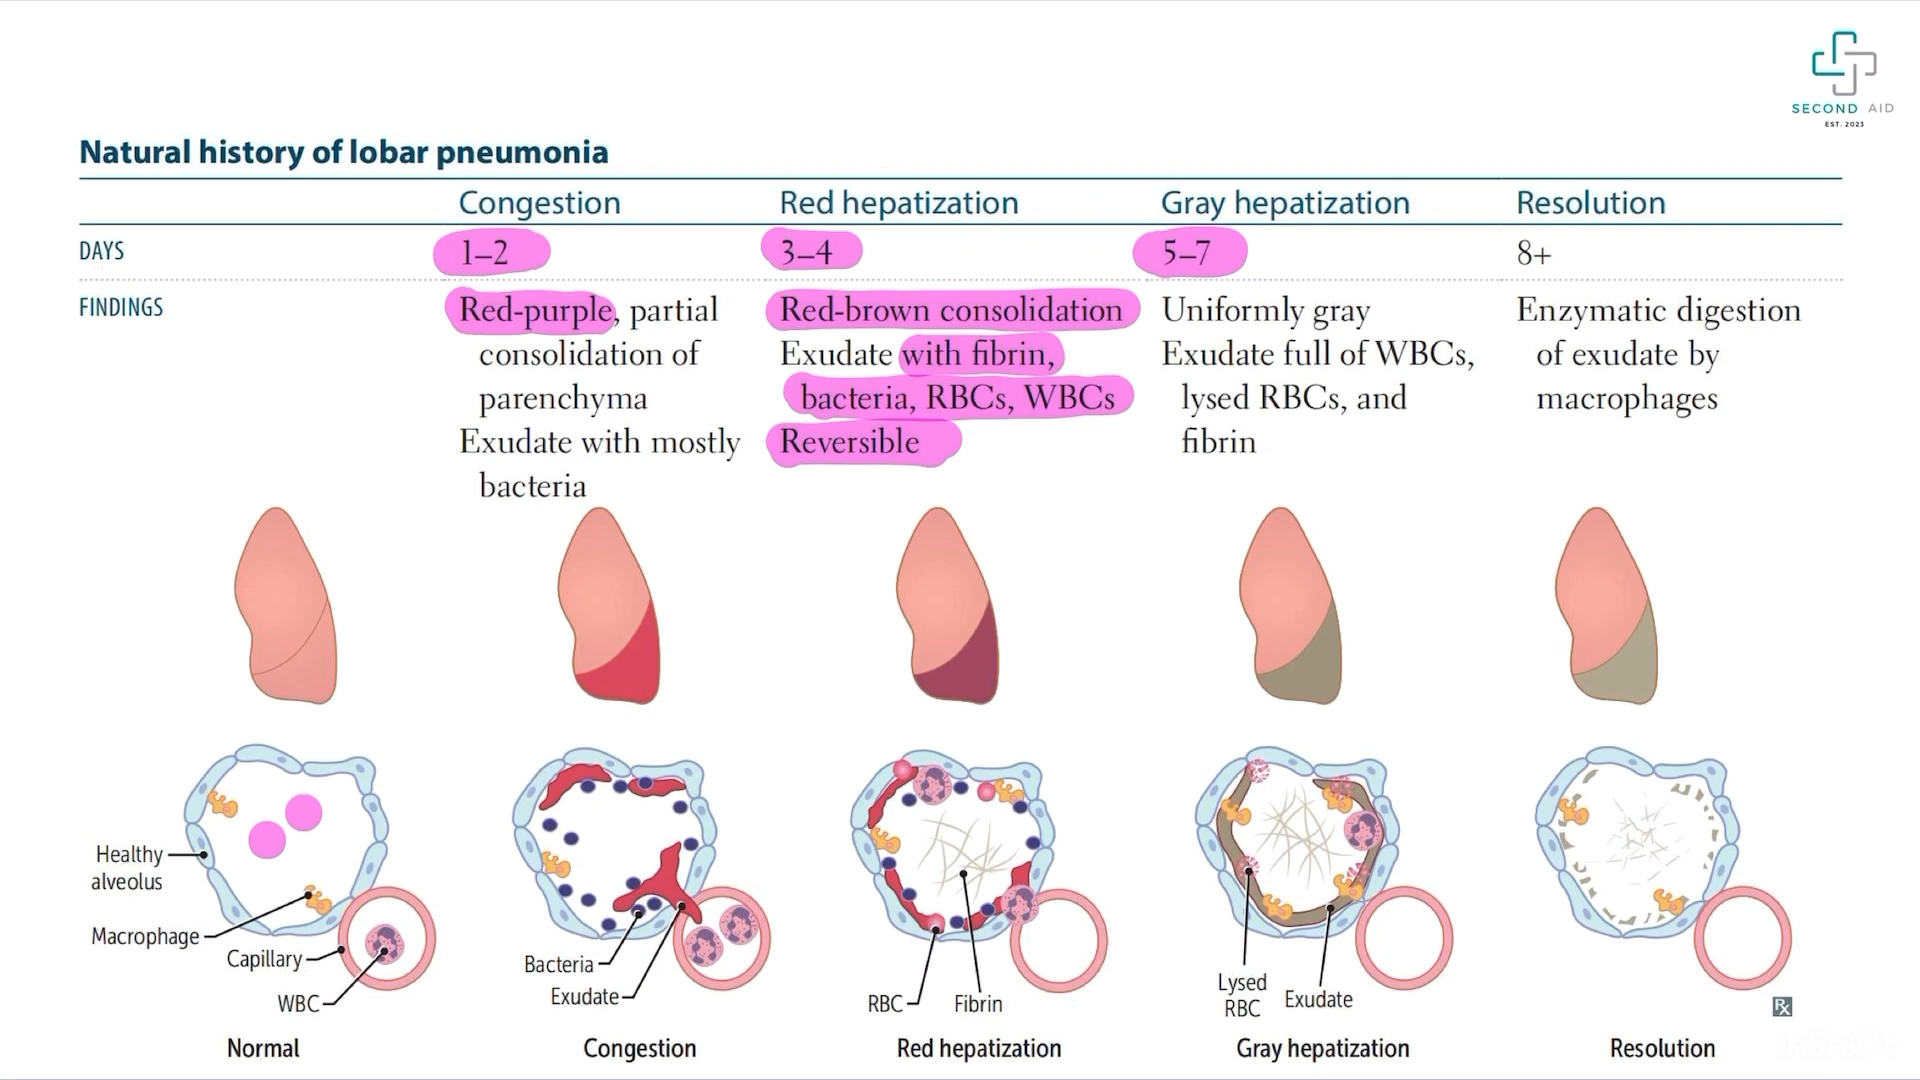 SECOND AID
EST. 2023
Natural history of lobar pneumonia
Congestion Red hepatization Gray hepatization Resolution
DAYS 1–2 3–4 5–7 8+
FINDINGS
Red-purple, partial
consolidation of
parenchyma
Exudate with mostly
bacteria
Red-brown consolidation
Exudate with fibrin,
bacteria, RBCs, WBCs
Reversible
Uniformly gray
Exudate full of WBCs,
lysed RBCs, and
fibrin
Enzymatic digestion
of exudate by
macrophages
Healthy
alveolus
Macrophage
Capillary
WBC
Normal
Bacteria
Exudate
Congestion
RBC
Fibrin
Red hepatization
Lysed
RBC
Exudate
Gray hepatization
Rx
Resolution